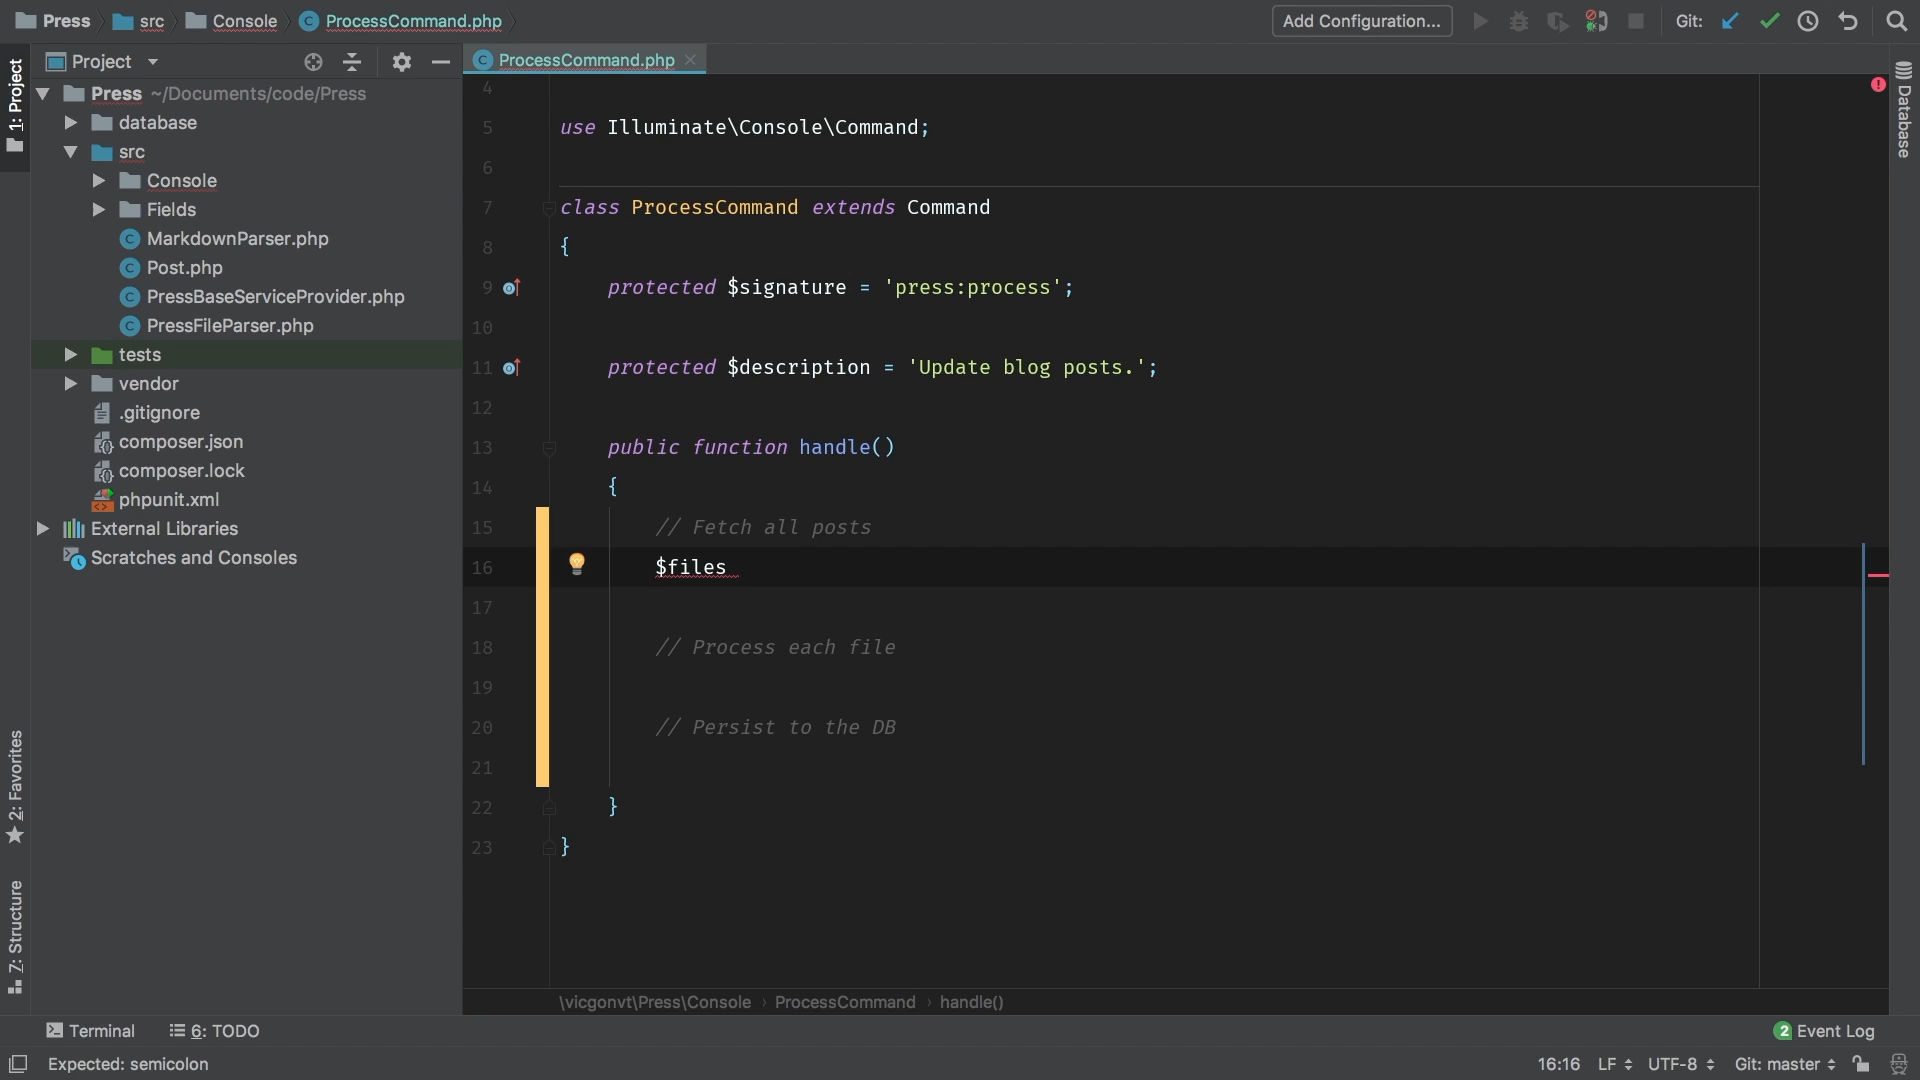 Press src Console ProcessCommand.php Add Configuration... Git:
1: Project
Project
ProcessCommand.php
Database
Press ~/Documents/code/Press
database
src
Console
Fields
MarkdownParser.php
Post.php
PressBaseServiceProvider.php
PressFileParser.php
tests
vendor
.gitignore
composer.json
composer.lock
phpunit.xml
External Libraries
Scratches and Consoles
2: Favorites
Z: Structure
4
5 use Illuminate\Console\Command;
6
7 class ProcessCommand extends Command
8 {
9 protected $signature = 'press:process';
10
11 protected $description = 'Update blog posts.';
12
13 public function handle()
14 {
15 // Fetch all posts
16 $files
17
18 // Process each file
19
20 // Persist to the DB
21
22 }
23 }
\vicgonvt\Press\Console › ProcessCommand › handle()
Terminal 6: TODO 2 Event Log
Expected: semicolon 16:16 LF UTF-8 Git: master